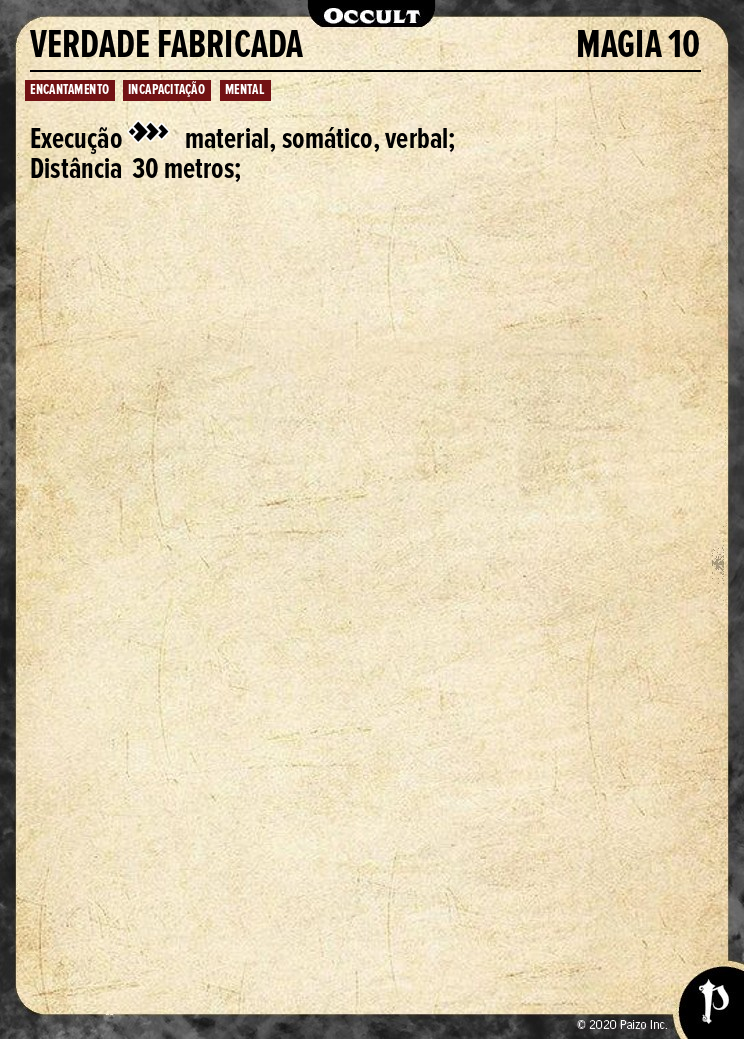 OCCULT
VERDADE FABRICADA MAGIA 10
ENCANTAMENTO INCAPACITAÇÃO MENTAL
Execução material, somático, verbal;
Distância 30 metros;
© 2020 Paizo Inc.
P